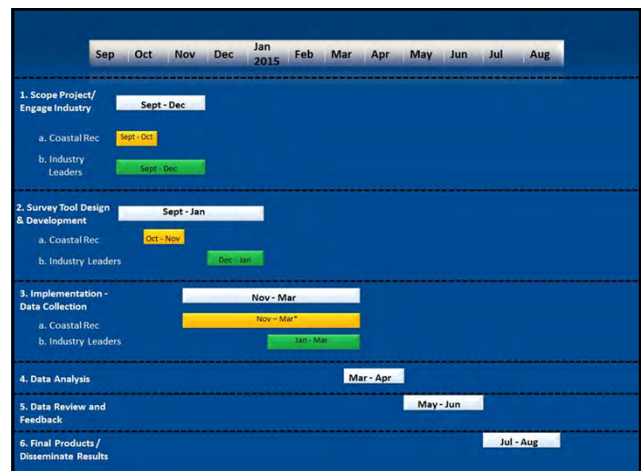 Sep Oct Nov Dec Jan 2015 Feb Mar Apr May Jun Jul Aug
1. Scope Project/
Engage Industry
Sept - Dec
a. Coastal Rec
Sept - Oct
b. Industry
Leaders
Sept - Dec
2. Survey Tool Design
& Development
Sept - Jan
a. Coastal Rec
Oct - Nov
b. Industry Leaders
Dec - Jan
3. Implementation -
Data Collection
Nov - Mar
a. Coastal Rec
Nov – Mar*
b. Industry Leaders
Jan - Mar
4. Data Analysis
Mar - Apr
5. Data Review and
Feedback
May - Jun
6. Final Products /
Disseminate Results
Jul - Aug